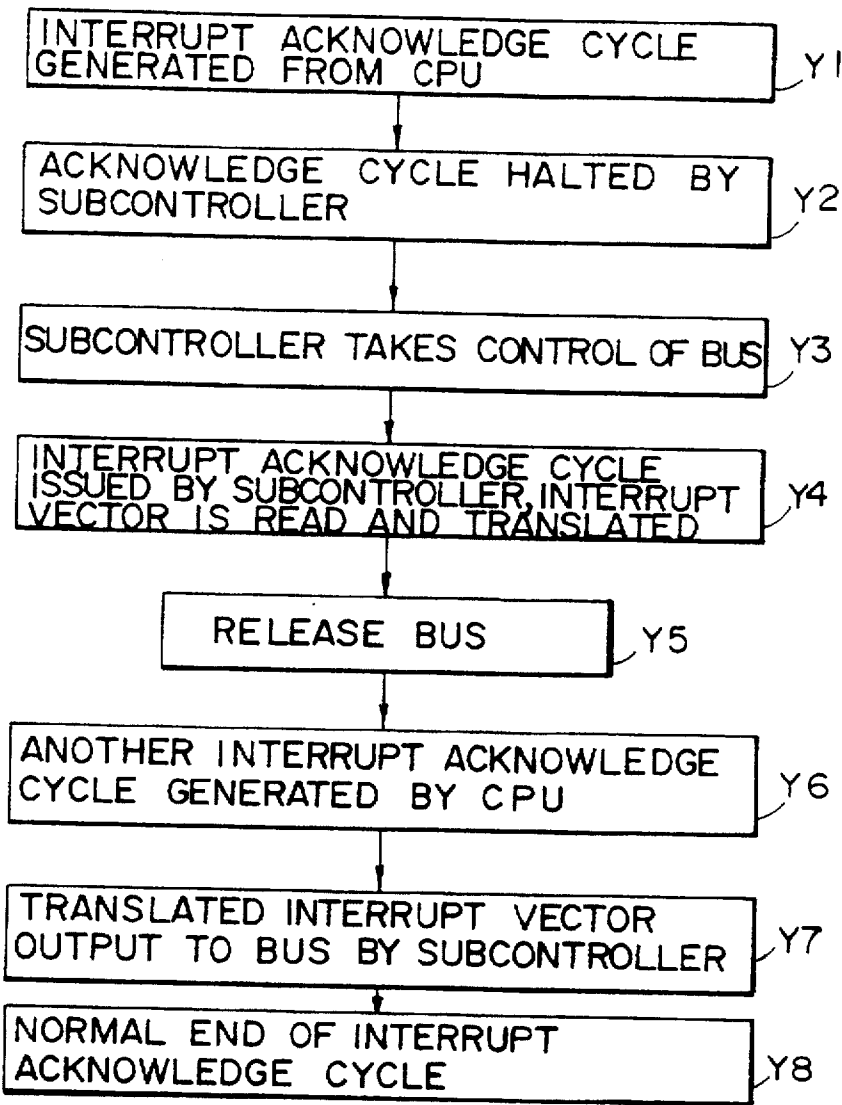 INTERRUPT ACKNOWLEDGE CYCLE
GENERATED FROM CPU
Y1
ACKNOWLEDGE CYCLE HALTED BY
SUBCONTROLLER
Y2
SUBCONTROLLER TAKES CONTROL OF BUS
Y3
INTERRUPT ACKNOWLEDGE CYCLE
ISSUED BY SUBCONTROLLER, INTERRUPT
VECTOR IS READ AND TRANSLATED
Y4
RELEASE BUS
Y5
ANOTHER INTERRUPT ACKNOWLEDGE
CYCLE GENERATED BY CPU
Y6
TRANSLATED INTERRUPT VECTOR
OUTPUT TO BUS BY SUBCONTROLLER
Y7
NORMAL END OF INTERRUPT
ACKNOWLEDGE CYCLE
Y8